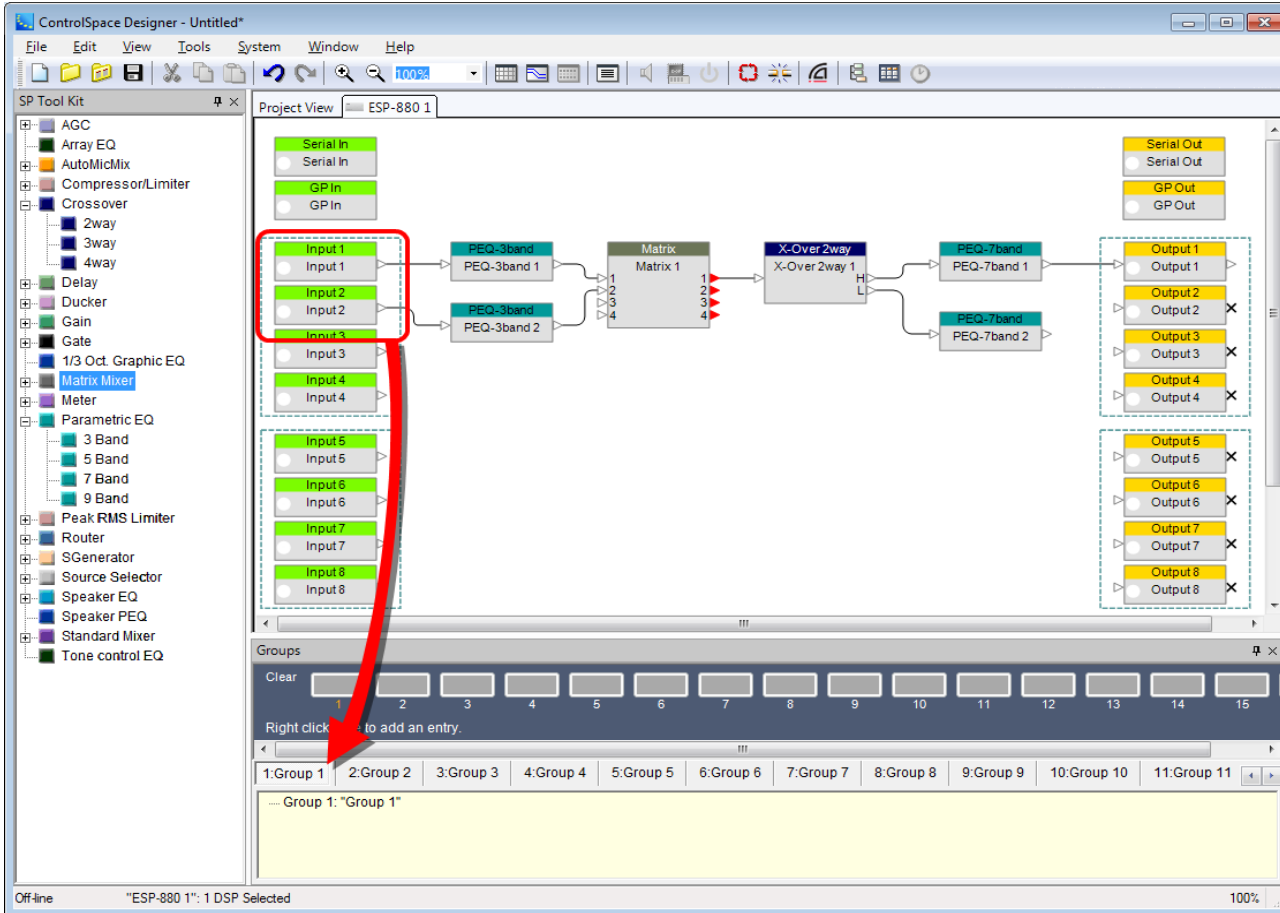 ControlSpace Designer - Untitled*
File Edit View Tools System Window Help
100%
SP Tool Kit
AGC
Array EQ
AutoMicMix
Compressor/Limiter
Crossover
2way
3way
4way
Delay
Ducker
Gain
Gate
1/3 Oct. Graphic EQ
Matrix Mixer
Meter
Parametric EQ
3 Band
5 Band
7 Band
9 Band
Peak RMS Limiter
Router
SGenerator
Source Selector
Speaker EQ
Speaker PEQ
Standard Mixer
Tone control EQ
Project View ESP-880 1
Serial In
Serial In
GP In
GP In
Input 1
Input 1
Input 2
Input 2
Input 3
Input 3
Input 4
Input 4
Input 5
Input 5
Input 6
Input 6
Input 7
Input 7
Input 8
Input 8
PEQ-3band
PEQ-3band 1
PEQ-3band
PEQ-3band 2
Matrix
Matrix 1
1 1
2 2
3 3
4 4
X-Over 2way
X-Over 2way 1
H
L
PEQ-7band
PEQ-7band 1
PEQ-7band
PEQ-7band 2
Serial Out
Serial Out
GP Out
GP Out
Output 1
Output 1
Output 2
Output 2
Output 3
Output 3
Output 4
Output 4
Output 5
Output 5
Output 6
Output 6
Output 7
Output 7
Output 8
Output 8
Groups
Clear
1 2 3 4 5 6 7 8 9 10 11 12 13 14 15
Right click to add an entry.
1:Group 1 2:Group 2 3:Group 3 4:Group 4 5:Group 5 6:Group 6 7:Group 7 8:Group 8 9:Group 9 10:Group 10 11:Group 11
Group 1: "Group 1"
Off-line "ESP-880 1": 1 DSP Selected 100%